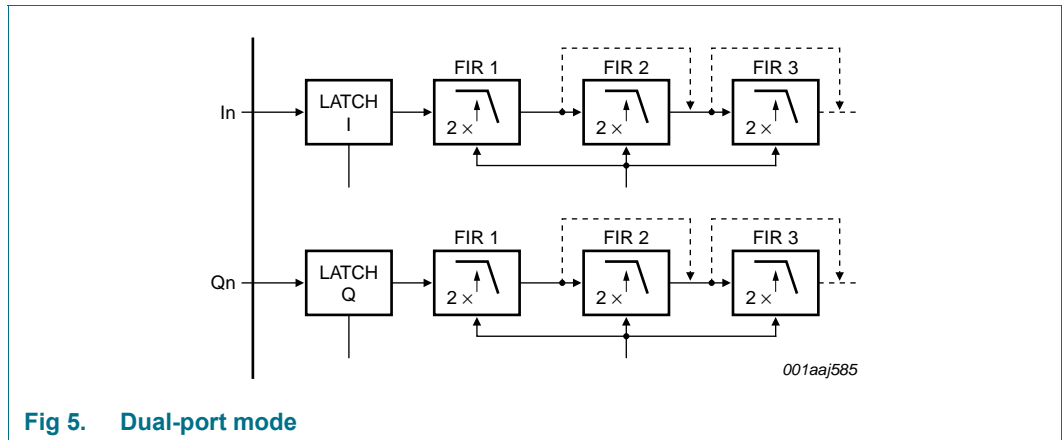 FIR 1 FIR 2 FIR 3
In
LATCH
I
2 × 2 × 2 ×
FIR 1 FIR 2 FIR 3
Qn
LATCH
Q
2 × 2 × 2 ×
001aaj585
Fig 5. Dual-port mode